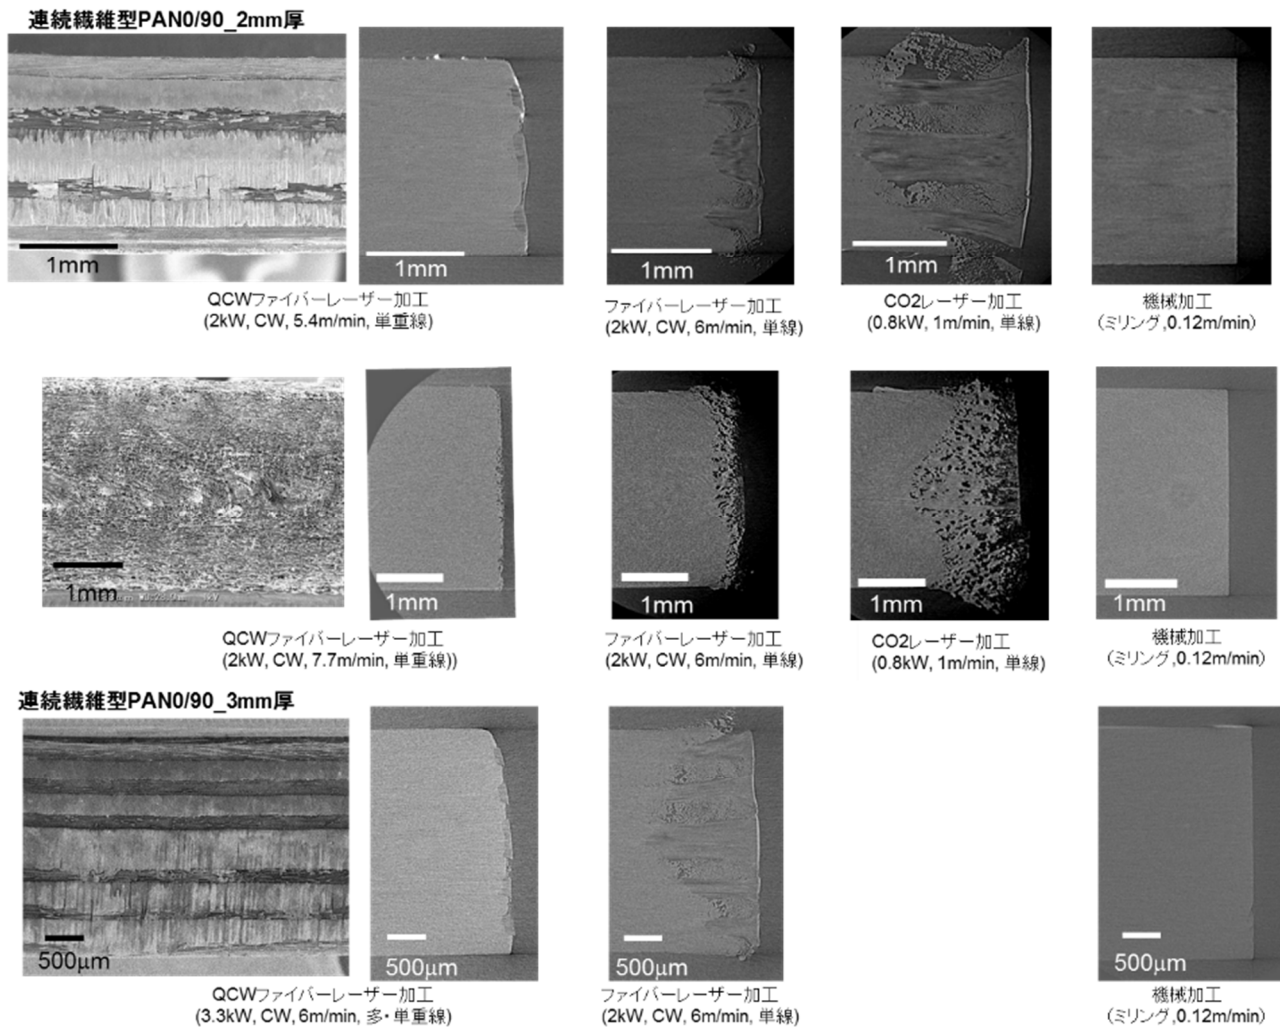 連続繊維型PAN0/90_2mm厚
1mm
1mm
1mm
1mm
1mm
QCWファイバーレーザー加工
(2kW, CW, 5.4m/min, 単重線)
ファイバーレーザー加工
(2kW, CW, 6m/min, 単線)
CO2レーザー加工
(0.8kW, 1m/min, 単線)
機械加工
(ミリング,0.12m/min)
1mm
1mm
1mm
1mm
1mm
QCWファイバーレーザー加工
(2kW, CW, 7.7m/min, 単重線))
ファイバーレーザー加工
(2kW, CW, 6m/min, 単線)
CO2レーザー加工
(0.8kW, 1m/min, 単線)
機械加工
(ミリング,0.12m/min)
連続繊維型PAN0/90_3mm厚
500μm
500μm
500μm
500μm
QCWファイバーレーザー加工
(3.3kW, CW, 6m/min, 多・単重線)
ファイバーレーザー加工
(2kW, CW, 6m/min, 単線)
機械加工
(ミリング,0.12m/min)